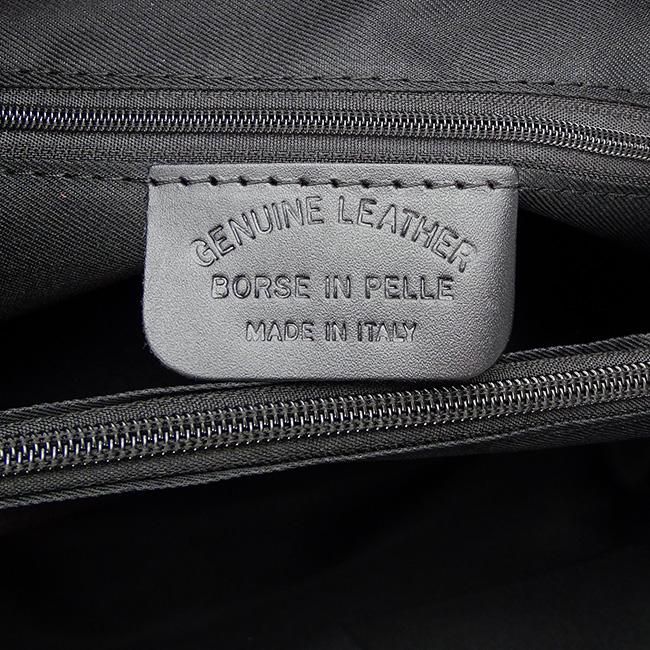 GENUINE LEATHER
BORSE IN PELLE
MADE IN ITALY